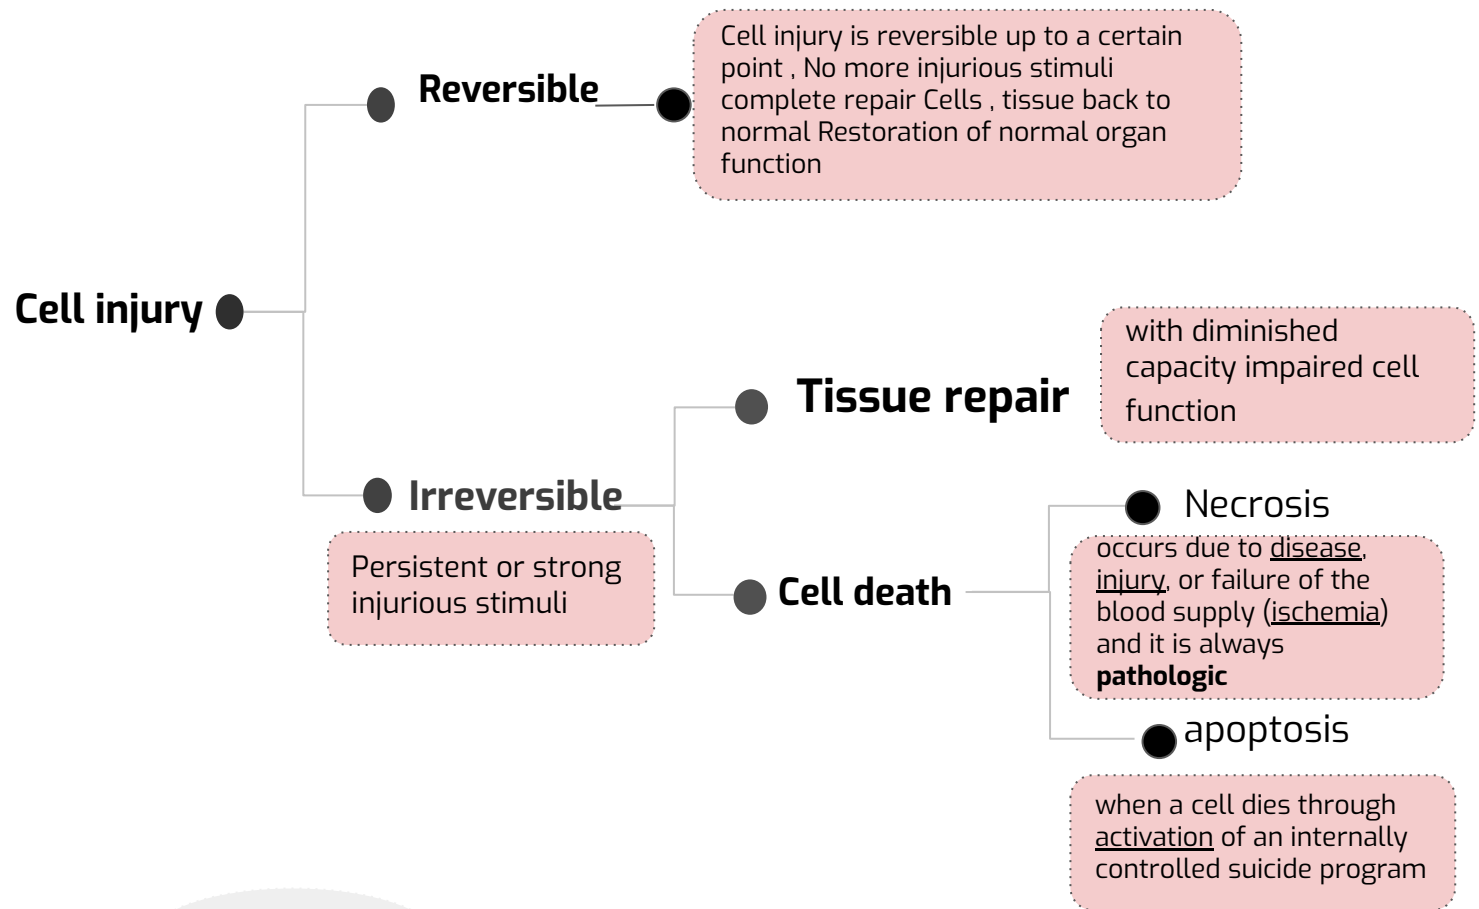 Cell injury
Reversible
Cell injury is reversible up to a certain
point , No more injurious stimuli
complete repair Cells , tissue back to
normal Restoration of normal organ
function
Irreversible
Persistent or strong
injurious stimuli
Tissue repair
with diminished
capacity impaired cell
function
Cell death
Necrosis
occurs due to disease,
injury, or failure of the
blood supply (ischemia)
and it is always
pathologic
apoptosis
when a cell dies through
activation of an internally
controlled suicide program